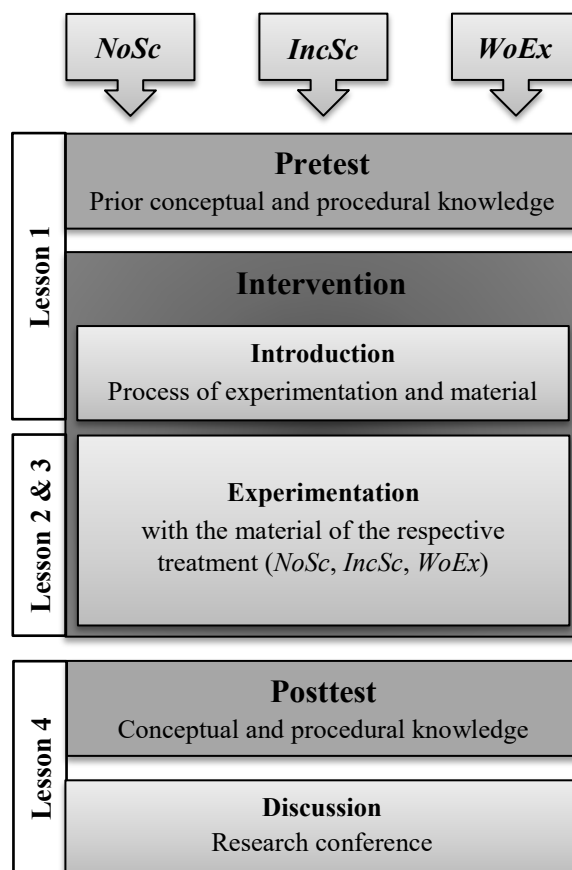 NoSc
IncSc
WoEx
Lesson 1
Pretest
Prior conceptual and procedural knowledge
Intervention
Introduction
Process of experimentation and material
Lesson 2 & 3
Experimentation
with the material of the respective
treatment (NoSc, IncSc, WoEx)
Lesson 4
Posttest
Conceptual and procedural knowledge
Discussion
Research conference